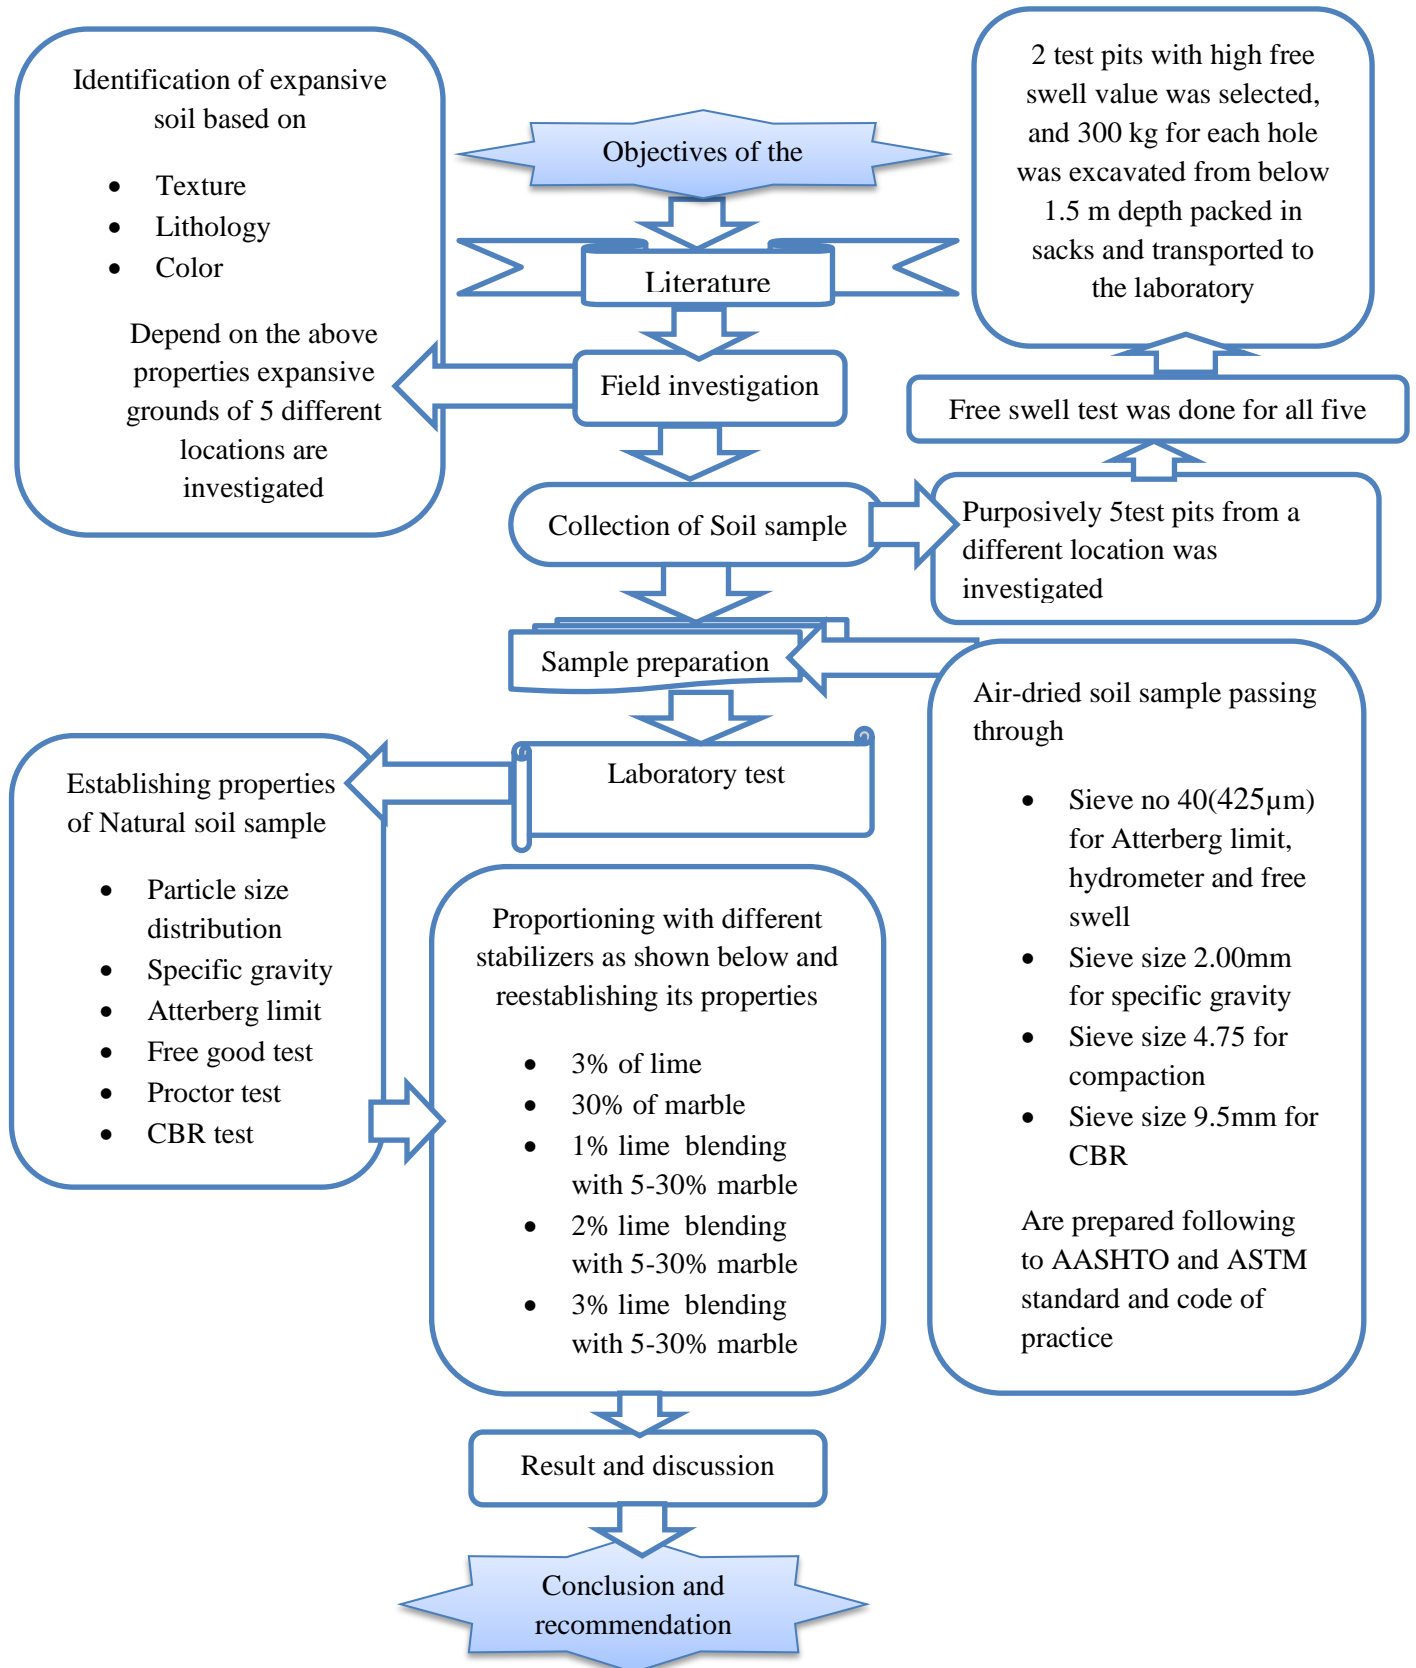 Objectives of the
Literature
Field investigation
Identification of expansive
soil based on
• Texture
• Lithology
• Color
Depend on the above
properties expansive
grounds of 5 different
locations are
investigated
Collection of Soil sample
Purposively 5test pits from a
different location was
investigated
Free swell test was done for all five
2 test pits with high free
swell value was selected,
and 300 kg for each hole
was excavated from below
1.5 m depth packed in
sacks and transported to
the laboratory
Sample preparation
Air-dried soil sample passing
through
• Sieve no 40(425µm)
for Atterberg limit,
hydrometer and free
swell
• Sieve size 2.00mm
for specific gravity
• Sieve size 4.75 for
compaction
• Sieve size 9.5mm for
CBR
Are prepared following
to AASHTO and ASTM
standard and code of
practice
Laboratory test
Establishing properties
of Natural soil sample
• Particle size
distribution
• Specific gravity
• Atterberg limit
• Free good test
• Proctor test
• CBR test
Proportioning with different
stabilizers as shown below and
reestablishing its properties
• 3% of lime
• 30% of marble
• 1% lime blending
with 5-30% marble
• 2% lime blending
with 5-30% marble
• 3% lime blending
with 5-30% marble
Result and discussion
Conclusion and
recommendation